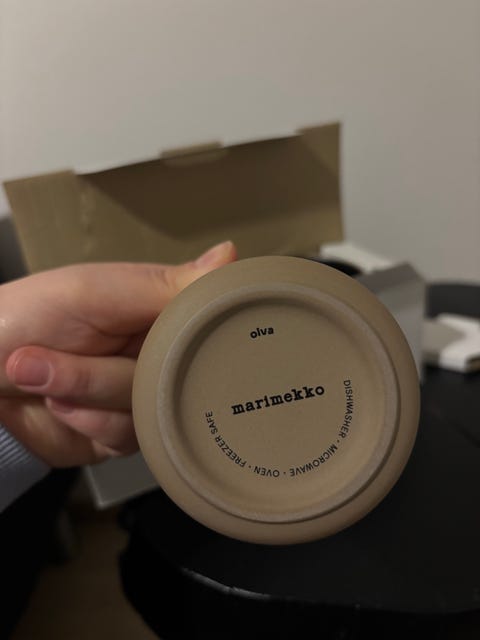 oiva
marimekko
DISHWASHER · MICROWAVE · OVEN · FREEZER SAFE